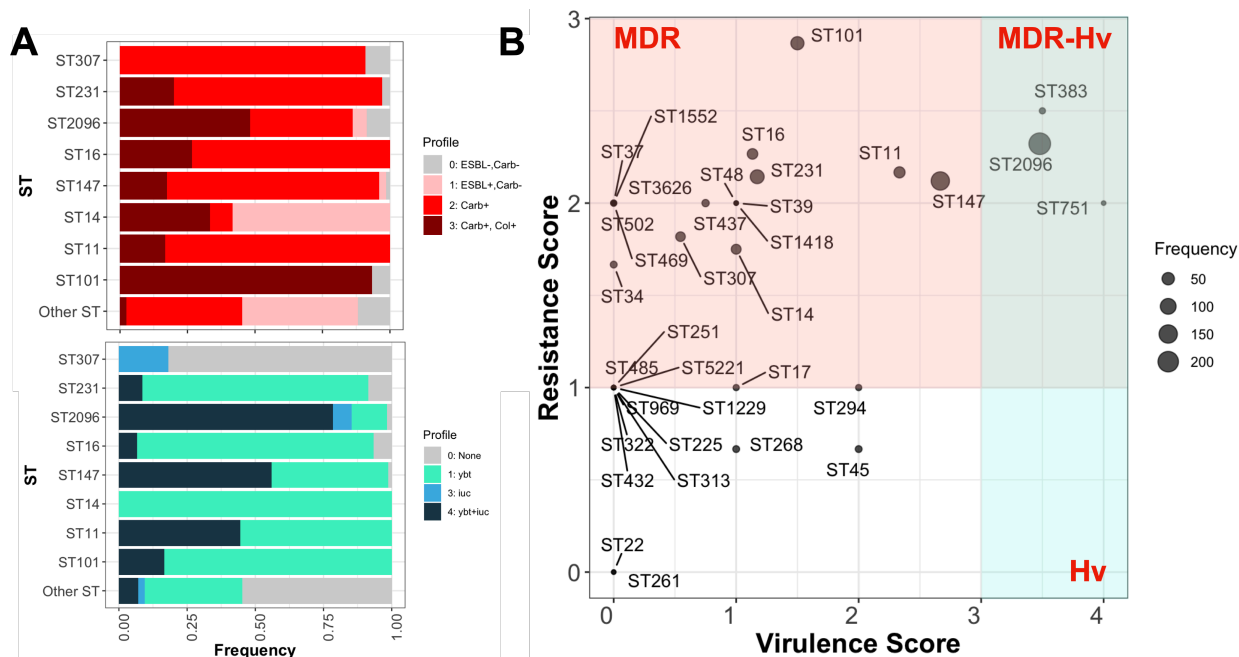 A
ST
ST307
ST231
ST2096
ST16
ST147
ST14
ST11
ST101
Other ST
Profile
0: ESBL-,Carb-
1: ESBL+,Carb-
2: Carb+
3: Carb+, Col+
ST
ST307
ST231
ST2096
ST16
ST147
ST14
ST11
ST101
Other ST
0.00
0.25
0.50
0.75
1.00
Frequency
Profile
0: None
1: ybt
3: iuc
4: ybt+iuc
B
Resistance Score
3
2
1
0
MDR
MDR-Hv
Hv
ST101
ST383
ST1552
ST16
ST37
ST11
ST2096
ST231
ST48
ST3626
ST39
ST147
ST751
ST502
ST437
ST1418
ST469
ST307
ST34
ST14
ST251
ST485
ST5221
ST17
ST969
ST1229
ST294
ST322
ST225
ST268
ST45
ST432
ST313
ST22
ST261
0
1
2
3
4
Virulence Score
Frequency
50
100
150
200